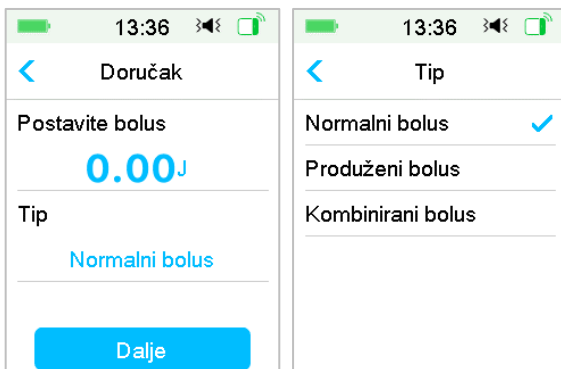 13:36
Doručak
Postavite bolus
0.00J
Tip
Normalni bolus
Dalje
13:36
Tip
Normalni bolus
Produženi bolus
Kombinirani bolus